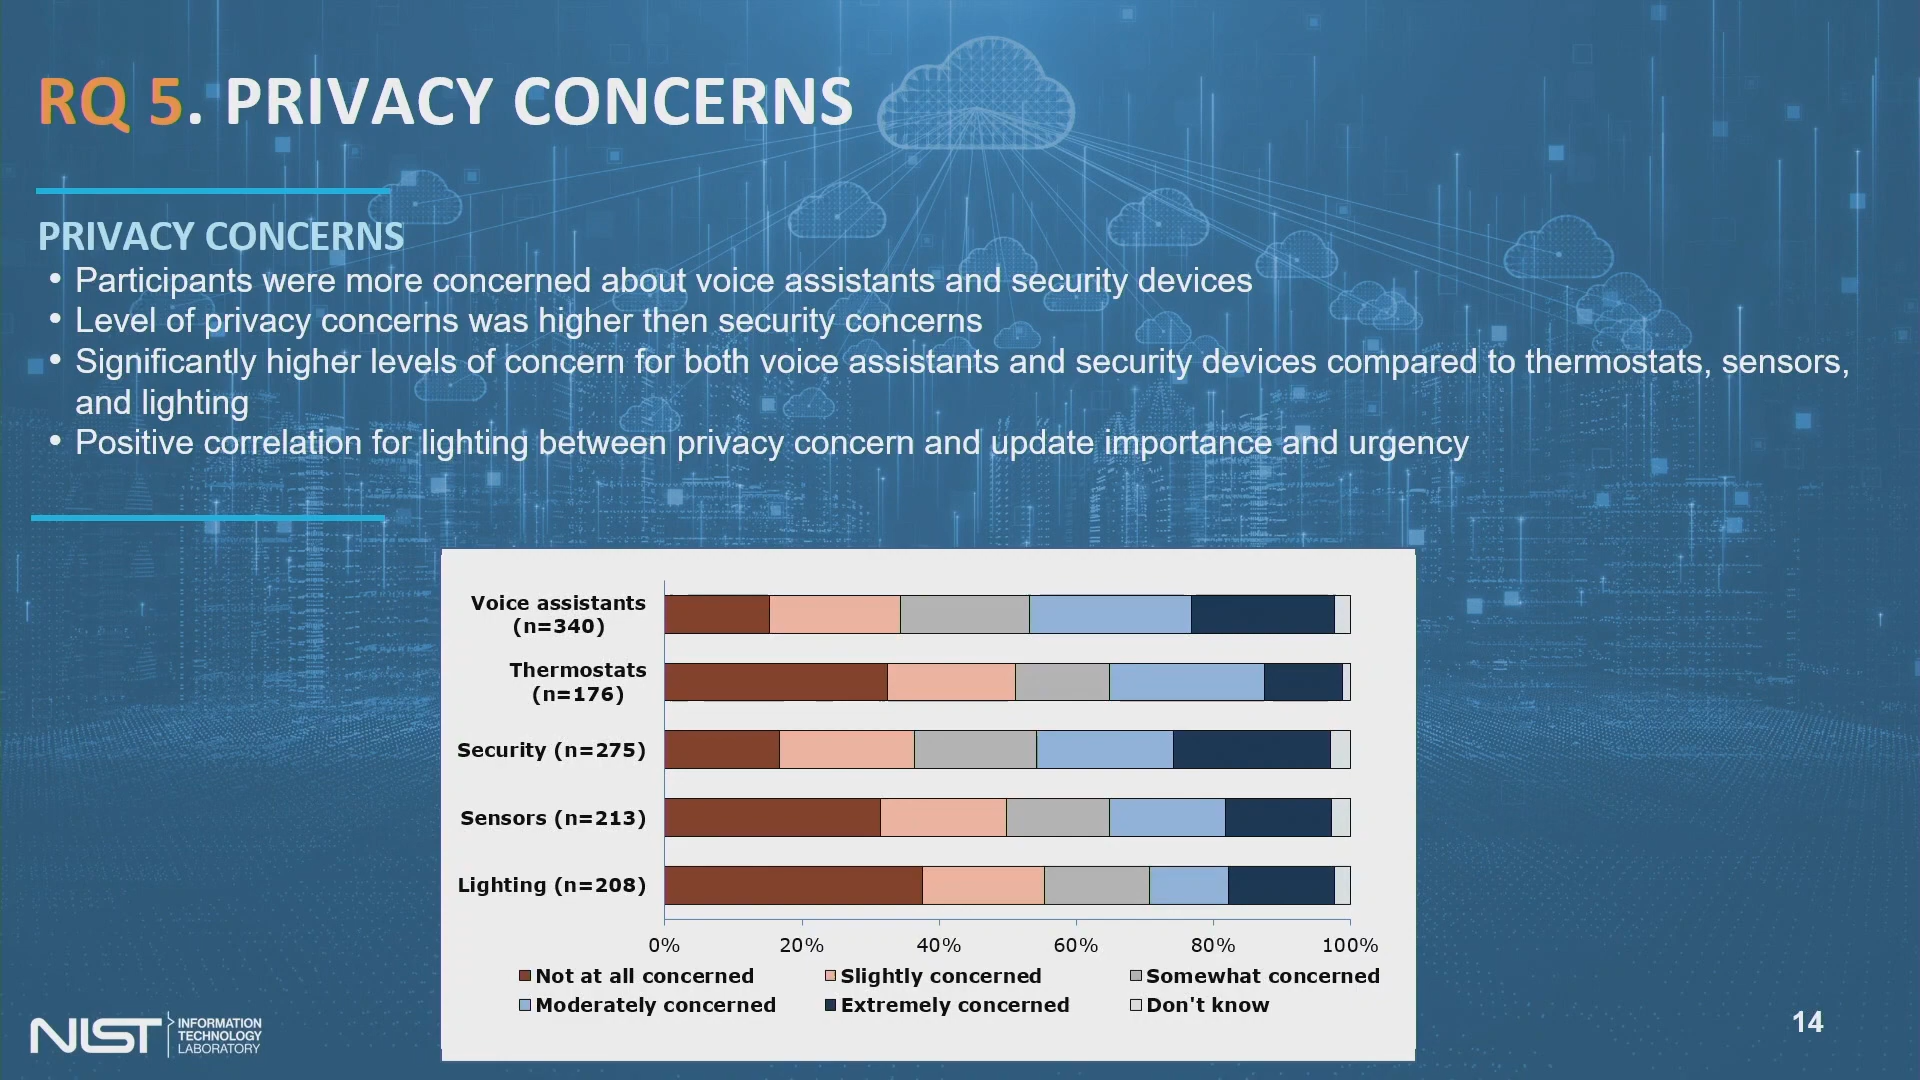 RQ 5. PRIVACY CONCERNS
PRIVACY CONCERNS
• Participants were more concerned about voice assistants and security devices
• Level of privacy concerns was higher then security concerns
• Significantly higher levels of concern for both voice assistants and security devices compared to thermostats, sensors,
and lighting
• Positive correlation for lighting between privacy concern and update importance and urgency
Voice assistants
(n=340)
Thermostats
(n=176)
Security (n=275)
Sensors (n=213)
Lighting (n=208)
0% 20% 40% 60% 80% 100%
Not at all concerned Slightly concerned Somewhat concerned
Moderately concerned Extremely concerned Don't know
NIST
INFORMATION
TECHNOLOGY
LABORATORY
14